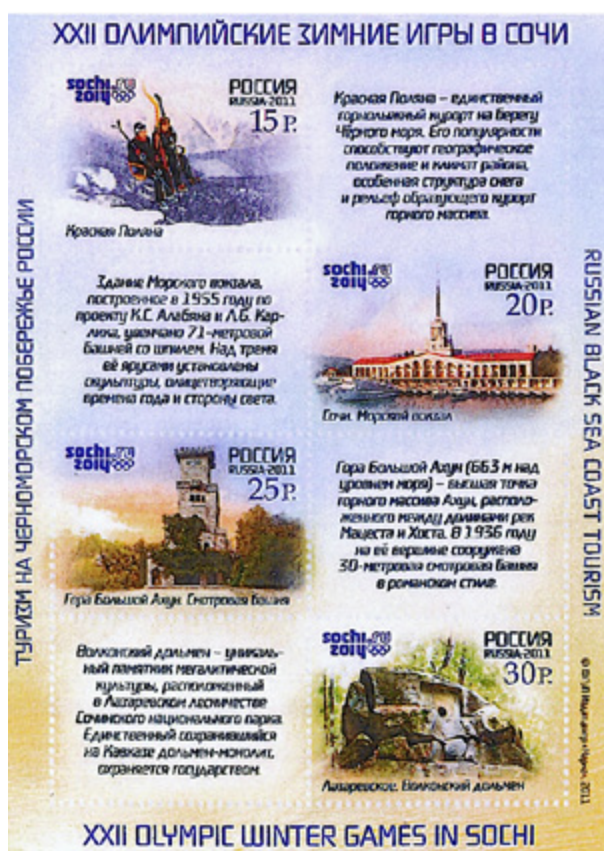 XXII ОЛИМПИЙСКИЕ ЗИМНИЕ ИГРЫ В СОЧИ
sochi.ru
2014
РОССИЯ
RUSSIA·2011
15 Р.
Красная Поляна
Красная Поляна – единственный
горнолыжный курорт на берегу
Чёрного моря. Его популярности
способствуют географическое
положение и климат района,
особенная структура снега
и рельеф образующего курорт
горного массива.
Здание Морского вокзала,
построенное в 1955 году по
проекту К.С. Алабяна и Л.Б. Кар-
лика, увенчано 71-метровой
башней со шпилем. Над тремя
её ярусами установлены
скульптуры, олицетворяющие
времена года и стороны света.
sochi.ru
2014
РОССИЯ
RUSSIA·2011
20 Р.
Сочи. Морской вокзал
sochi.ru
2014
РОССИЯ
RUSSIA·2011
25 Р.
Гора Большой Ахун. Смотровая башня
Гора Большой Ахун (663 м над
уровнем моря) – высшая точка
горного массива Ахун, располо-
женного между долинами рек
Мацеста и Хоста. В 1936 году
на её вершине сооружена
30-метровая смотровая башня
в романском стиле.
Волконский дольмен – уникаль-
ный памятник мегалитической
культуры, расположенный
в Лазаревском лесничестве
Сочинского национального парка.
Единственный сохранившийся
на Кавказе дольмен-монолит,
охраняется государством.
sochi.ru
2014
РОССИЯ
RUSSIA·2011
30 Р.
Лазаревское. Волконский дольмен
ТУРИЗМ НА ЧЕРНОМОРСКОМ ПОБЕРЕЖЬЕ РОССИИ
RUSSIAN BLACK SEA COAST TOURISM
2011
XXII OLYMPIC WINTER GAMES IN SOCHI